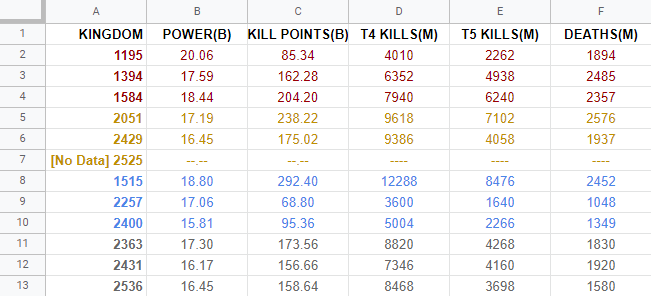 A B C D E F
1 KINGDOM POWER(B) KILL POINTS(B) T4 KILLS(M) T5 KILLS(M) DEATHS(M)
2 1195 20.06 85.34 4010 2262 1894
3 1394 17.59 162.28 6352 4938 2485
4 1584 18.44 204.20 7940 6240 2357
5 2051 17.19 238.22 9618 7102 2576
6 2429 16.45 175.02 9386 4058 1937
7 [No Data] 2525 --.-- --.-- ---- ---- ----
8 1515 18.80 292.40 12288 8476 2452
9 2257 17.06 68.80 3600 1640 1048
10 2400 15.81 95.36 5004 2266 1349
11 2363 17.30 173.56 8820 4268 1830
12 2431 16.17 156.66 7346 4160 1920
13 2536 16.45 158.64 8468 3698 1580